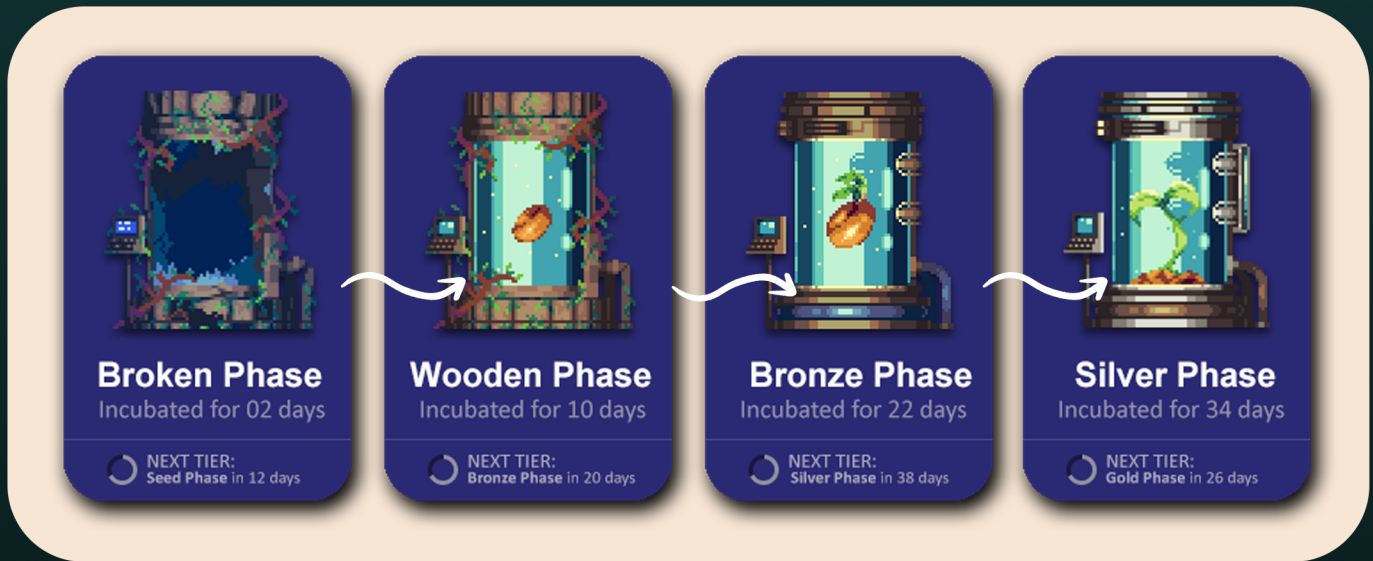 Broken Phase
Incubated for 02 days
NEXT TIER:
Seed Phase in 12 days
Wooden Phase
Incubated for 10 days
NEXT TIER:
Bronze Phase in 20 days
Bronze Phase
Incubated for 22 days
NEXT TIER:
Silver Phase in 38 days
Silver Phase
Incubated for 34 days
NEXT TIER:
Gold Phase in 26 days